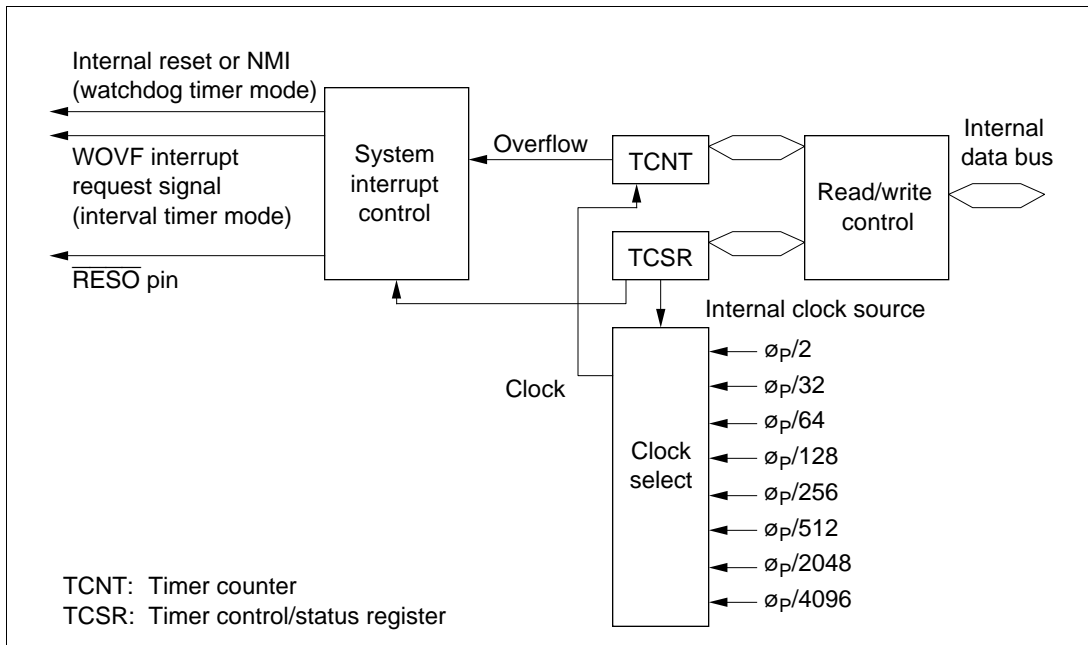 Internal reset or NMI
(watchdog timer mode)
WOVF interrupt
request signal
(interval timer mode)
RESO pin
System
interrupt
control
Overflow
TCNT
TCSR
Read/write
control
Internal
data bus
Internal clock source
Clock
Clock
select
øP/2
øP/32
øP/64
øP/128
øP/256
øP/512
øP/2048
øP/4096
TCNT: Timer counter
TCSR: Timer control/status register